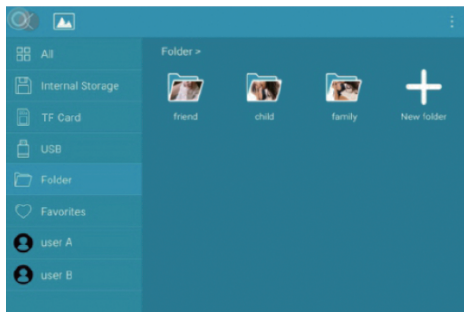 All
Internal Storage
TF Card
USB
Folder
Favorites
user A
user B
Folder >
friend
child
family
New folder